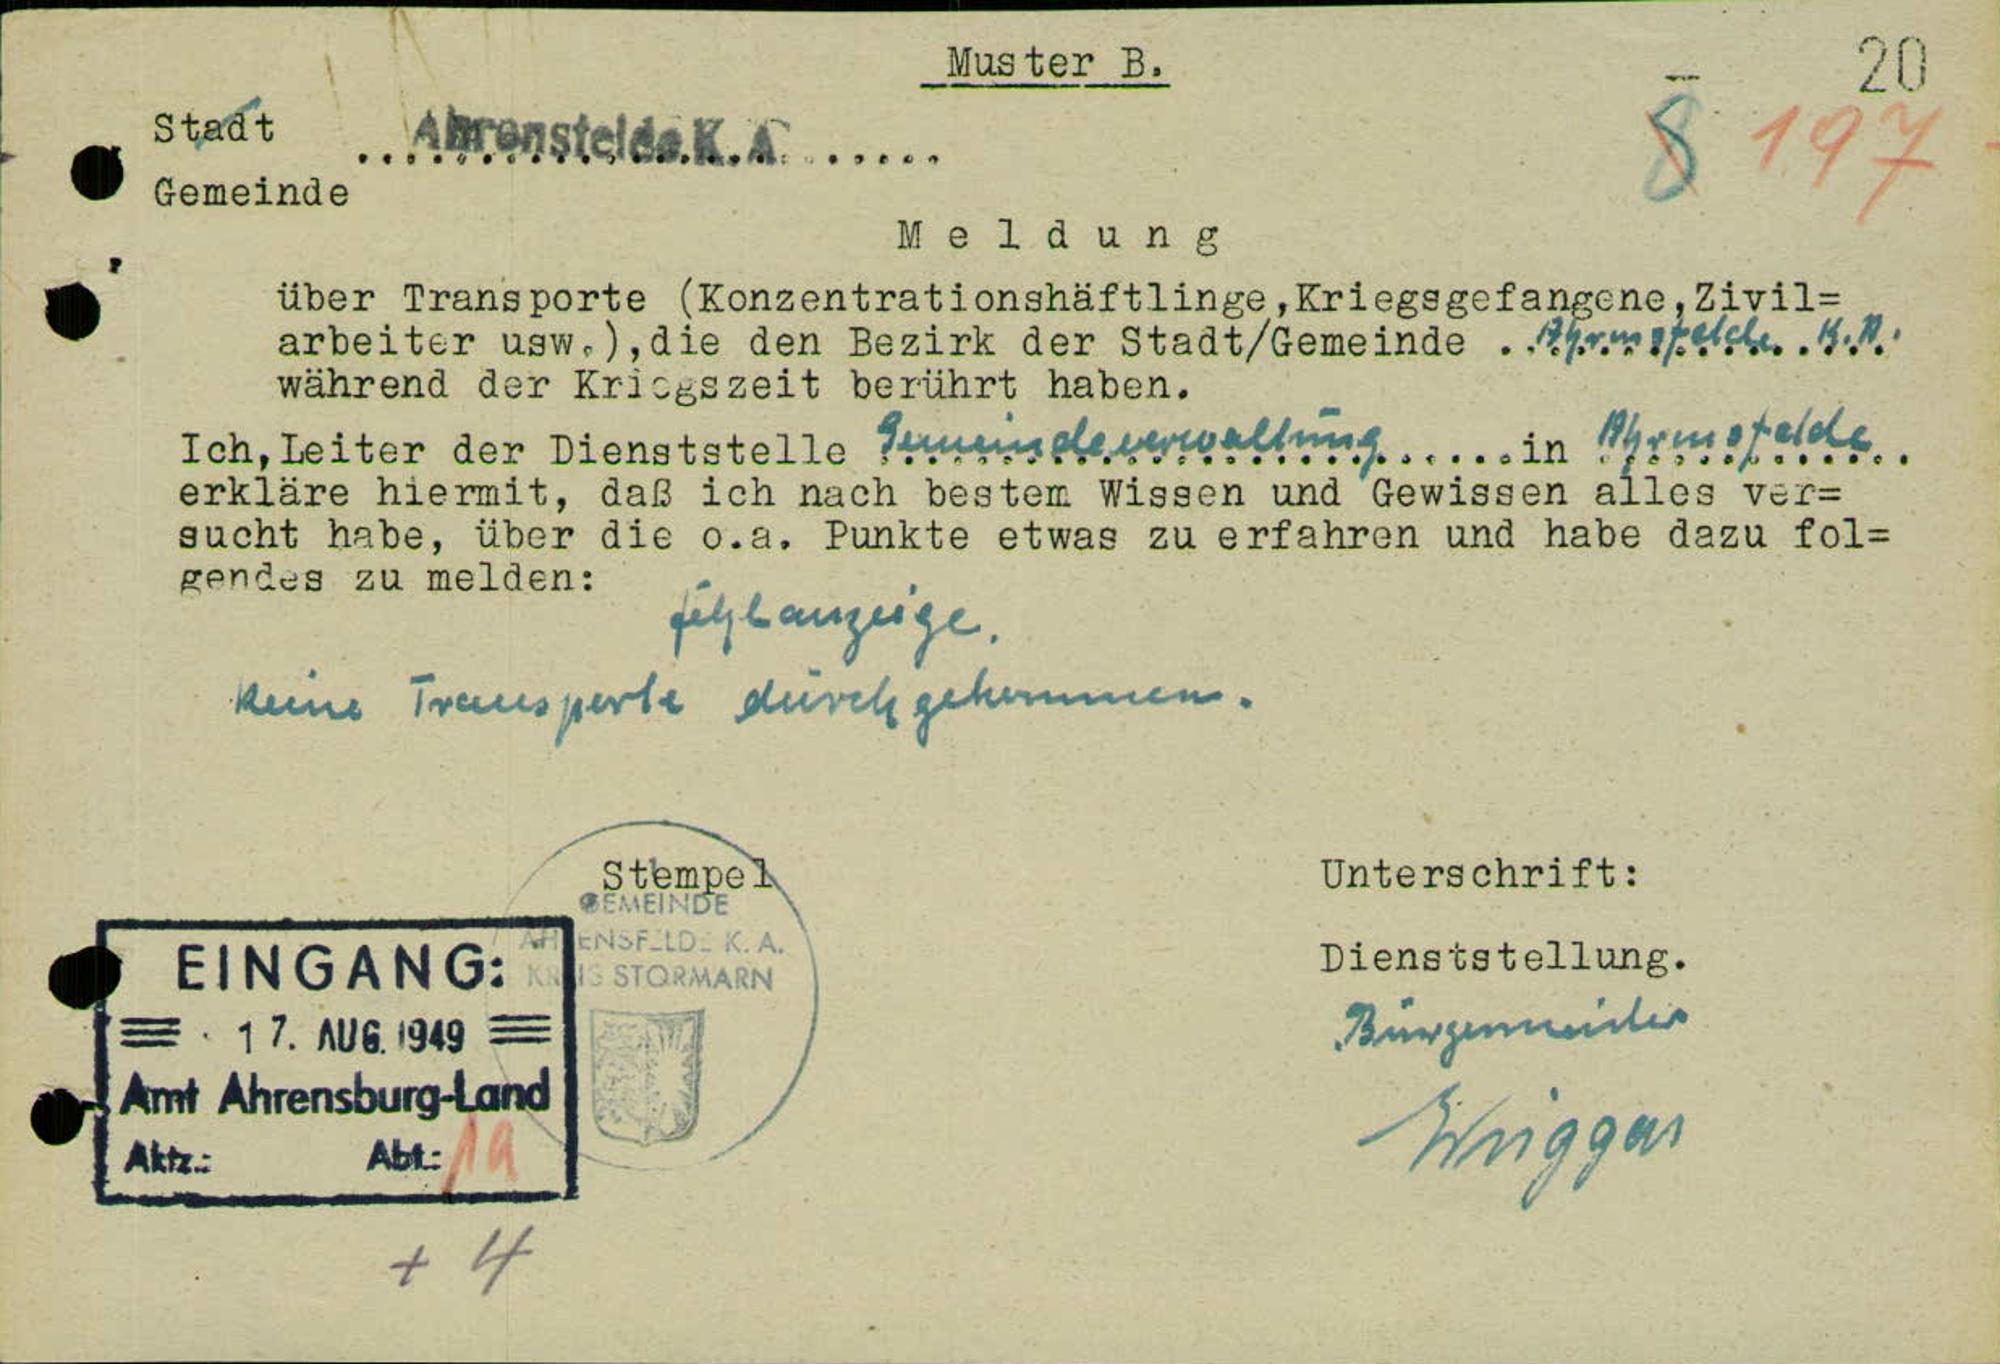 Muster B.
20
Stadt
Ahrensfelde K.A.
8 197
Gemeinde
Meldung
über Transporte (Konzentrationshäftlinge,Kriegsgefangene,Zivil=
arbeiter usw.),die den Bezirk der Stadt/Gemeinde Ahrensfelde K.A.
während der Kriegszeit berührt haben.
Ich,Leiter der Dienststelle Gemeindeverwaltung in Ahrensfelde
erkläre hiermit, daß ich nach bestem Wissen und Gewissen alles ver=
sucht habe, über die o.a. Punkte etwas zu erfahren und habe dazu fol=
gendes zu melden:
Fehlanzeige.
Keine Transporte durchgekommen.
Stempel
GEMEINDE
AHRENSFELDE K. A.
KREIS STORMARN
Unterschrift:
Dienststellung.
Bürgermeister
EINGANG:
17. AUG. 1949
Amt Ahrensburg-Land
Aktz.: Abt.: 1a
+ 4